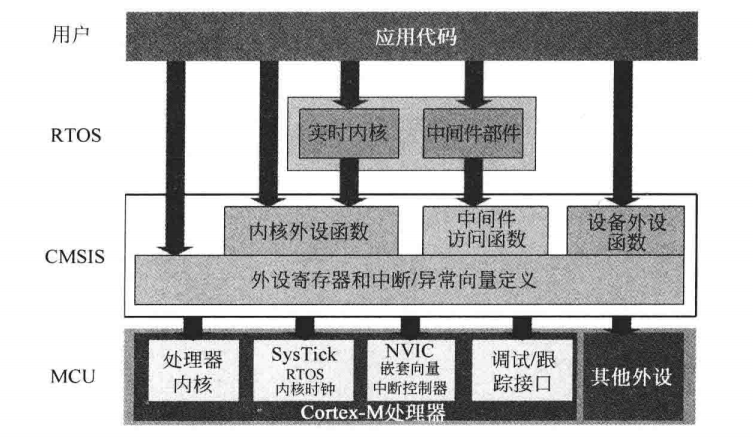 用户
应用代码
RTOS
实时内核
中间件部件
CMSIS
内核外设函数
中间件
访问函数
设备外设
函数
外设寄存器和中断/异常向量定义
MCU
处理器
内核
SysTick
RTOS
内核时钟
NVIC
嵌套向量
中断控制器
调试/跟
踪接口
其他外设
Cortex-M处理器